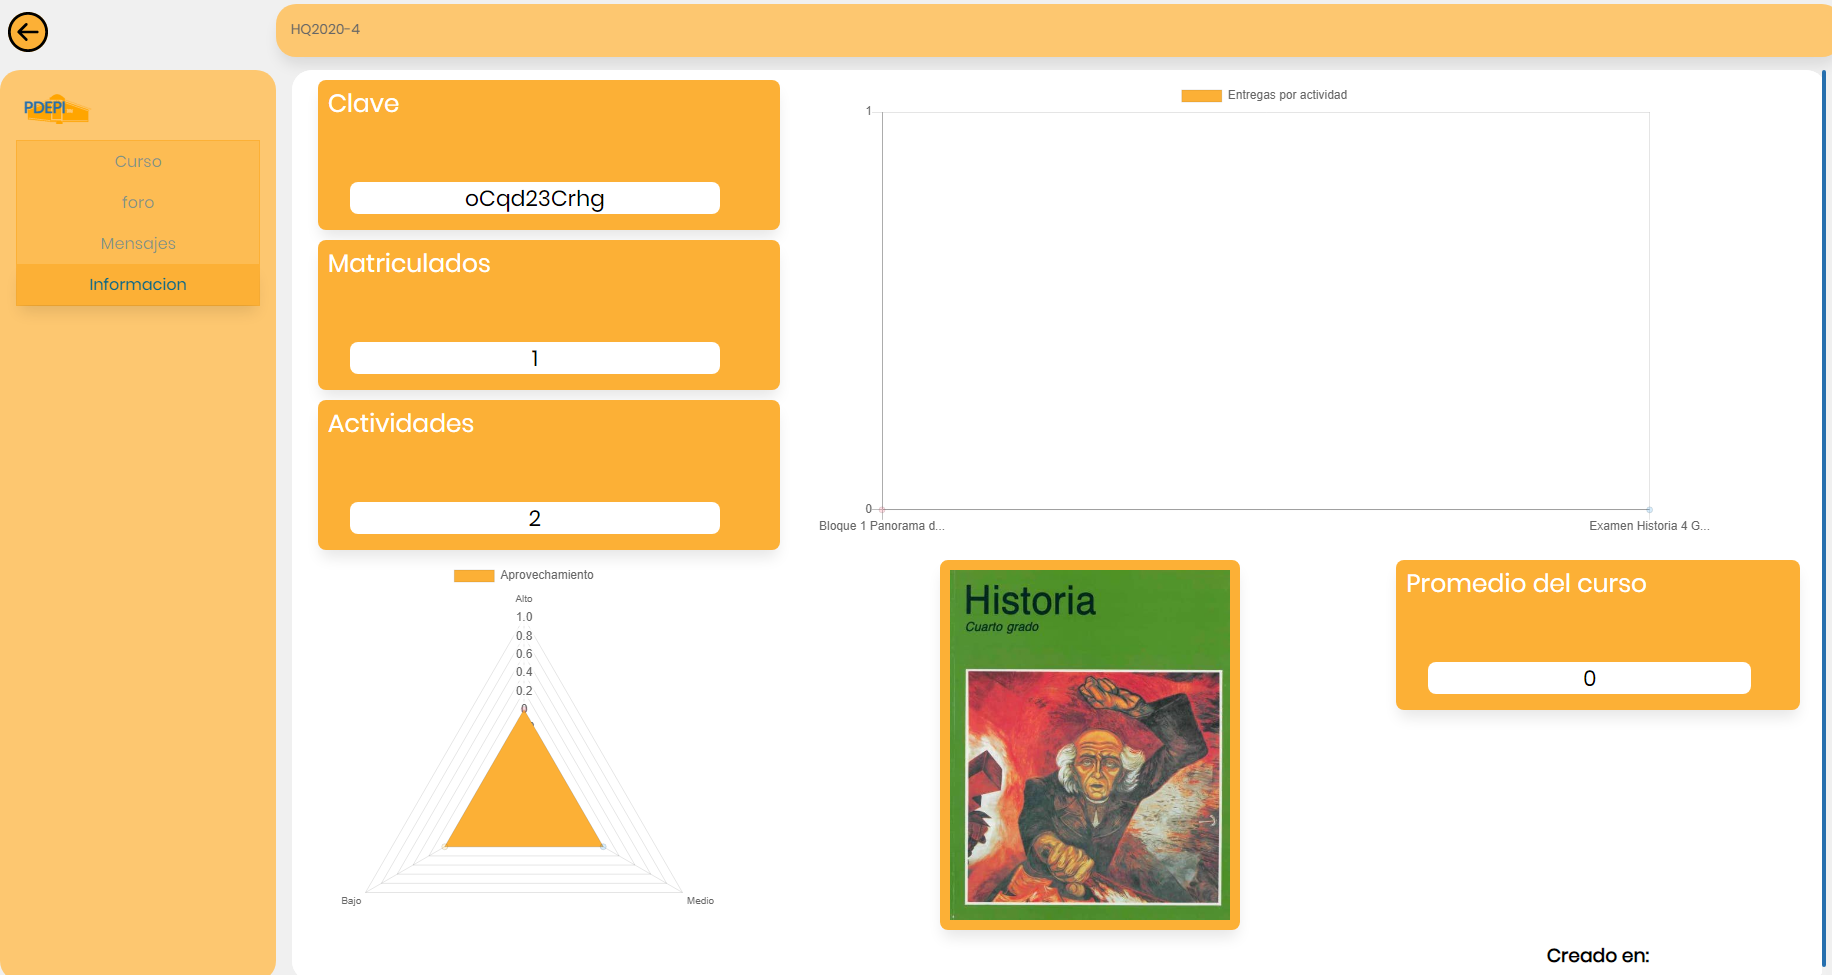 HQ2020-4
PDEPI
Curso
foro
Mensajes
Informacion
Clave
oCqd23Crhg
Matriculados
1
Actividades
2
Entregas por actividad
1
0
Bloque 1 Panorama d...
Examen Historia 4 G...
Aprovechamiento
Alto
1.0
0.8
0.6
0.4
0.2
0
Bajo
Medio
Historia
Cuarto grado
Promedio del curso
0
Creado en: